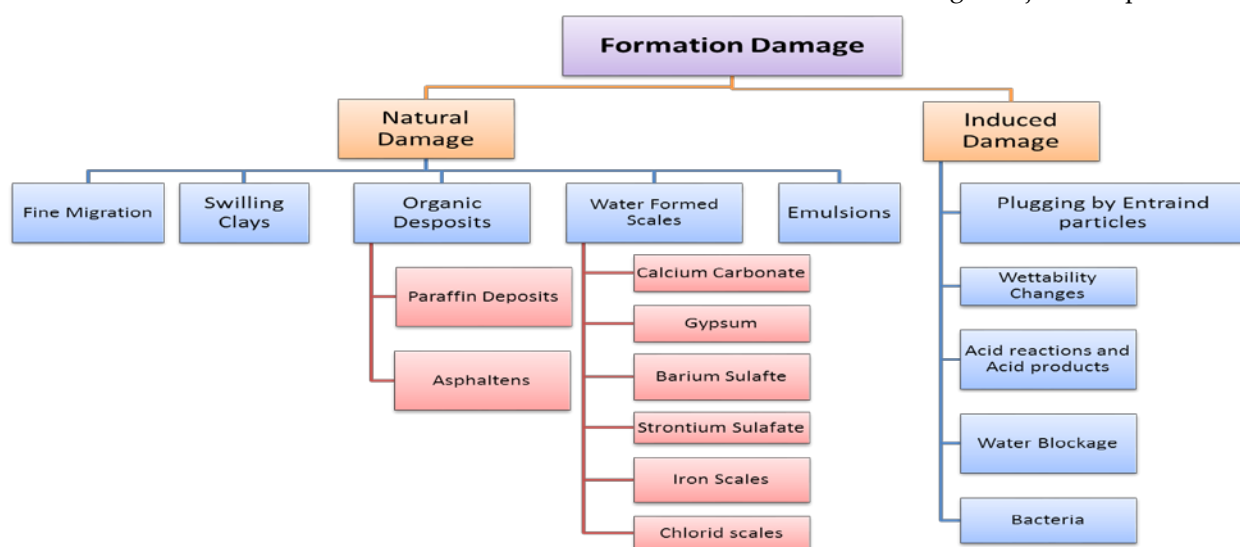 Formation Damage
Natural
Damage
Induced
Damage
Fine Migration
Swilling
Clays
Organic
Desposits
Water Formed
Scales
Emulsions
Plugging by Entraind
particles
Paraffin Deposits
Asphaltens
Calcium Carbonate
Gypsum
Barium Sulafte
Strontium Sulafate
Iron Scales
Chlorid scales
Wettability
Changes
Acid reactions and
Acid products
Water Blockage
Bacteria